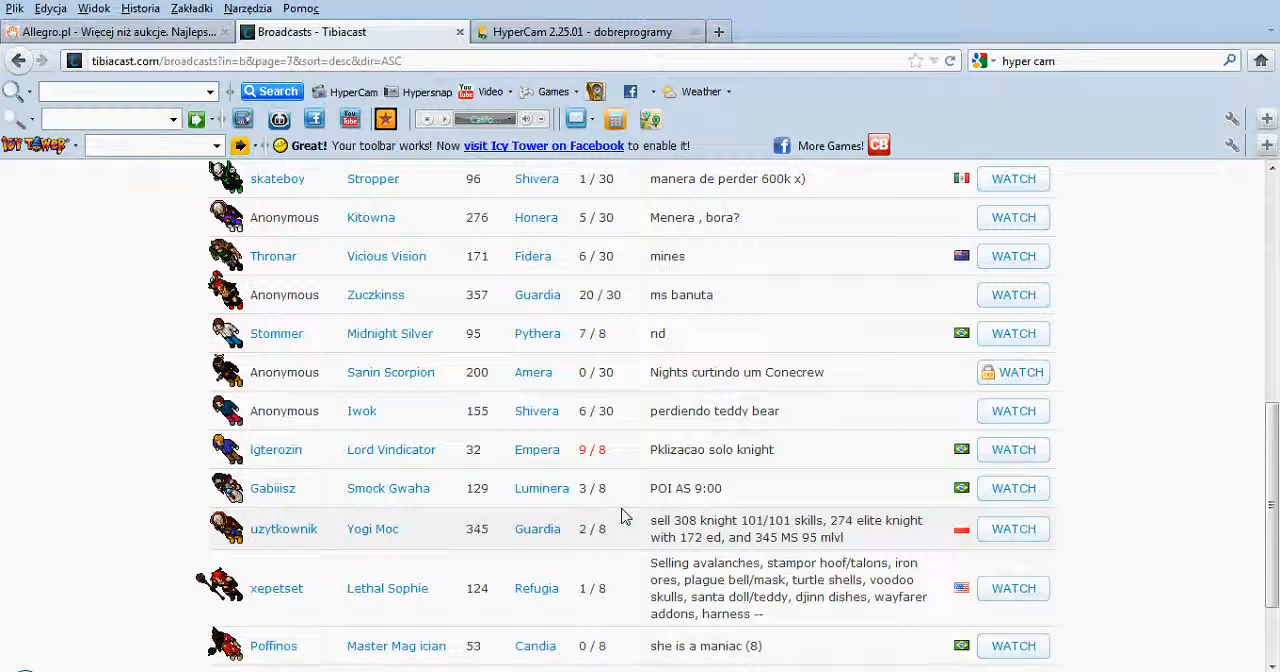 Plik Edycja Widok Historia Zakładki Narzędzia Pomoc
Allegro.pl - Więcej niż aukcje. Najleps... × Broadcasts - Tibiacast × HyperCam 2.25.01 - dobreprogramy × +
tibiacast.com/broadcasts?in=b&page=7&sort=desc&dir=ASC hyper cam
Search HyperCam Hypersnap Video Games Weather
Califo...
ICY TOWER Great! Your toolbar works! Now visit Icy Tower on Facebook to enable it! More Games! CB
skateboy Stropper 96 Shivera 1 / 30 manera de perder 600k x) WATCH
Anonymous Kitowna 276 Honera 5 / 30 Menera , bora? WATCH
Thronar Vicious Vision 171 Fidera 6 / 30 mines WATCH
Anonymous Zuczkinss 357 Guardia 20 / 30 ms banuta WATCH
Stommer Midnight Silver 95 Pythera 7 / 8 nd WATCH
Anonymous Sanin Scorpion 200 Amera 0 / 30 Nights curtindo um Conecrew WATCH
Anonymous Iwok 155 Shivera 6 / 30 perdiendo teddy bear WATCH
lgterozin Lord Vindicator 32 Empera 9 / 8 Pklizacao solo knight WATCH
Gabiiisz Smock Gwaha 129 Luminera 3 / 8 POI AS 9:00 WATCH
uzytkownik Yogi Moc 345 Guardia 2 / 8 sell 308 knight 101/101 skills, 274 elite knight WATCH
with 172 ed, and 345 MS 95 mlvl
Selling avalanches, stampor hoof/talons, iron
xepetset Lethal Sophie 124 Refugia 1 / 8 ores, plague bell/mask, turtle shells, voodoo WATCH
skulls, santa doll/teddy, djinn dishes, wayfarer
addons, harness --
Poffinos Master Mag ician 53 Candia 0 / 8 she is a maniac (8) WATCH